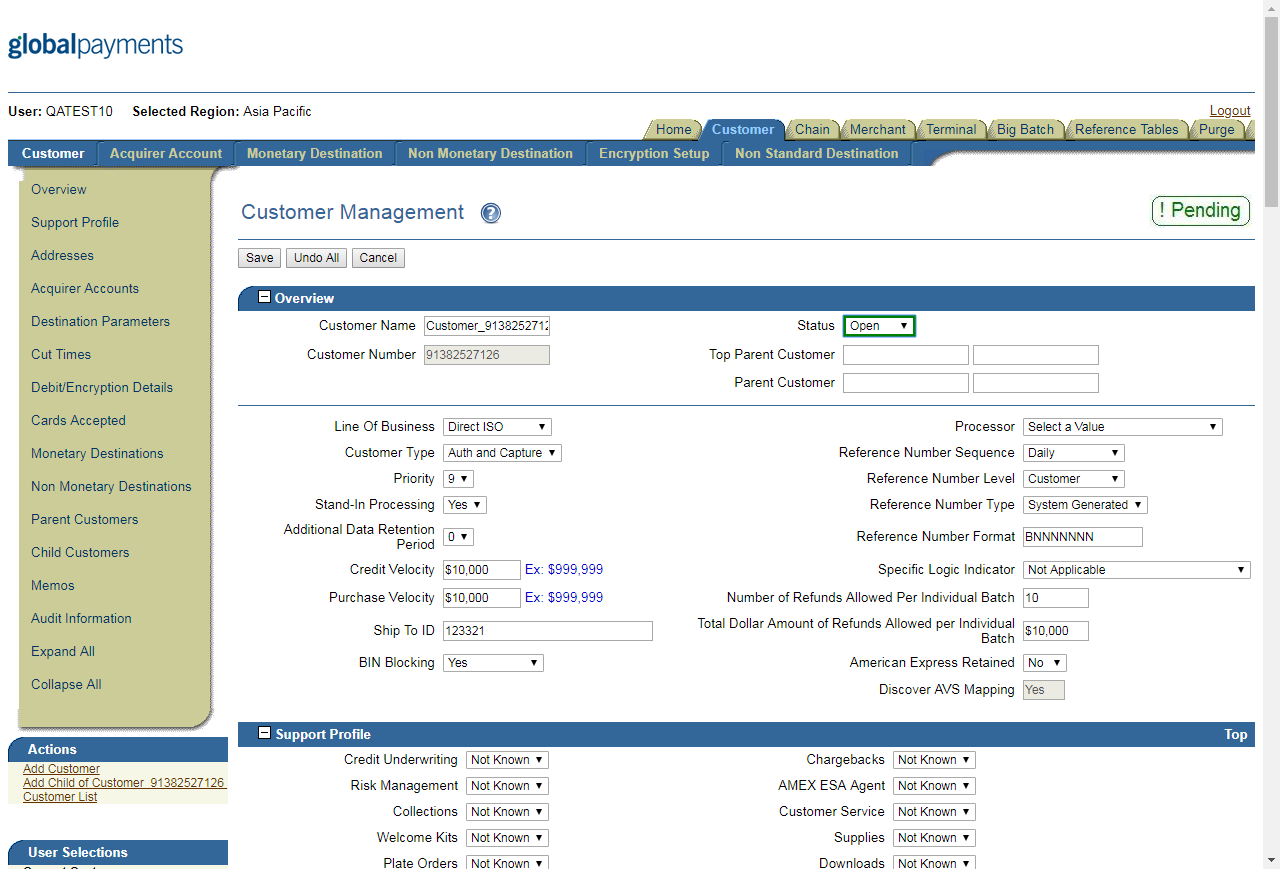 globalpayments
User: QATEST10 Selected Region: Asia Pacific
Logout
Home Customer Chain Merchant Terminal Big Batch Reference Tables Purge
Customer Acquirer Account Monetary Destination Non Monetary Destination Encryption Setup Non Standard Destination
Overview
Support Profile
Addresses
Acquirer Accounts
Destination Parameters
Cut Times
Debit/Encryption Details
Cards Accepted
Monetary Destinations
Non Monetary Destinations
Parent Customers
Child Customers
Memos
Audit Information
Expand All
Collapse All
Actions
Add Customer
Add Child of Customer_91382527126
Customer List
User Selections
Customer Management ?
! Pending
Save Undo All Cancel
Overview
Customer Name Customer_9138252712
Status Open
Customer Number 91382527126
Top Parent Customer
Parent Customer
Line Of Business Direct ISO
Processor Select a Value
Customer Type Auth and Capture
Reference Number Sequence Daily
Priority 9
Reference Number Level Customer
Stand-In Processing Yes
Reference Number Type System Generated
Additional Data Retention
Period 0
Reference Number Format BNNNNNNN
Credit Velocity $10,000 Ex: $999,999
Specific Logic Indicator Not Applicable
Purchase Velocity $10,000 Ex: $999,999
Number of Refunds Allowed Per Individual Batch 10
Ship To ID 123321
Total Dollar Amount of Refunds Allowed per Individual
Batch $10,000
BIN Blocking Yes
American Express Retained No
Discover AVS Mapping Yes
Support Profile Top
Credit Underwriting Not Known
Chargebacks Not Known
Risk Management Not Known
AMEX ESA Agent Not Known
Collections Not Known
Customer Service Not Known
Welcome Kits Not Known
Supplies Not Known
Plate Orders Not Known
Downloads Not Known